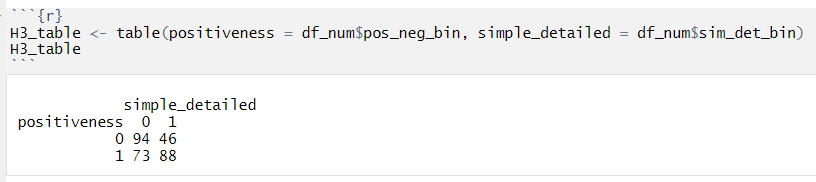 ```{r}
H3_table <- table(positiveness = df_num$pos_neg_bin, simple_detailed = df_num$sim_det_bin)
H3_table
```
simple_detailed
positiveness 0 1
0 94 46
1 73 88